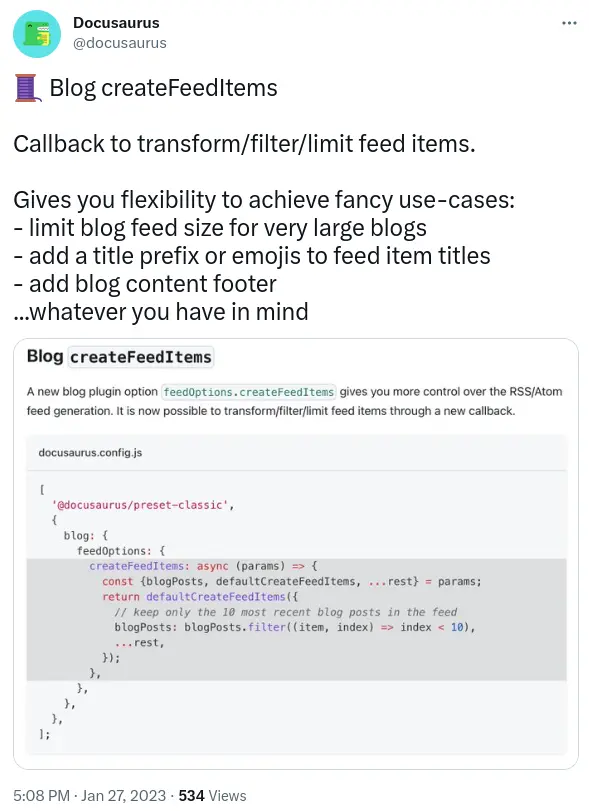 Docusaurus
@docusaurus
🧵 Blog createFeedItems
Callback to transform/filter/limit feed items.
Gives you flexibility to achieve fancy use-cases:
- limit blog feed size for very large blogs
- add a title prefix or emojis to feed item titles
- add blog content footer
...whatever you have in mind
Blog createFeedItems
A new blog plugin option feedOptions.createFeedItems gives you more control over the RSS/Atom
feed generation. It is now possible to transform/filter/limit feed items through a new callback.
docusaurus.config.js
[
  '@docusaurus/preset-classic',
  {
    blog: {
      feedOptions: {
        createFeedItems: async (params) => {
          const {blogPosts, defaultCreateFeedItems, ...rest} = params;
          return defaultCreateFeedItems({
            // keep only the 10 most recent blog posts in the feed
            blogPosts: blogPosts.filter((item, index) => index < 10),
            ...rest,
          });
        },
      },
    },
  },
];
5:08 PM · Jan 27, 2023 · 534 Views